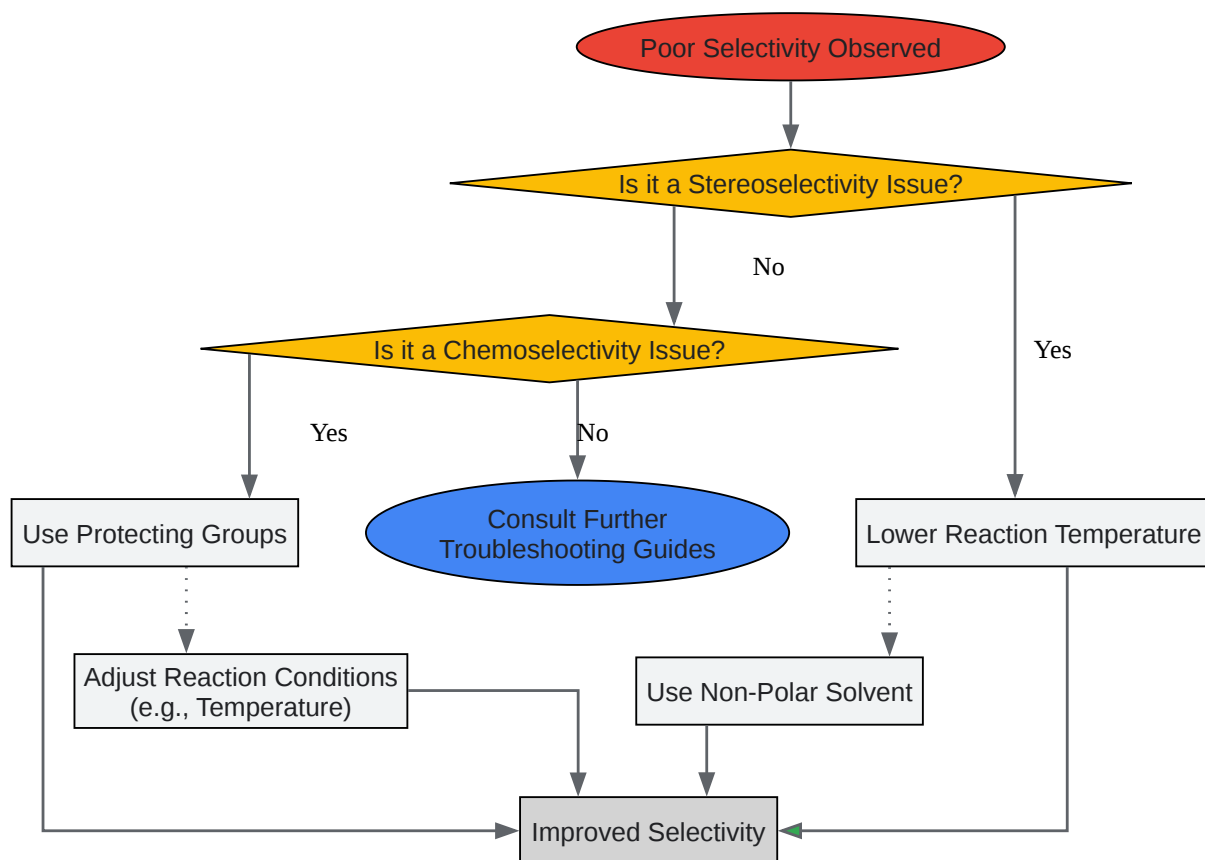 Poor Selectivity Observed
Is it a Stereoselectivity Issue?
No
Is it a Chemoselectivity Issue?
Yes
Yes
No
Use Protecting Groups
Consult Further
Troubleshooting Guides
Lower Reaction Temperature
Adjust Reaction Conditions
(e.g., Temperature)
Use Non-Polar Solvent
Improved Selectivity